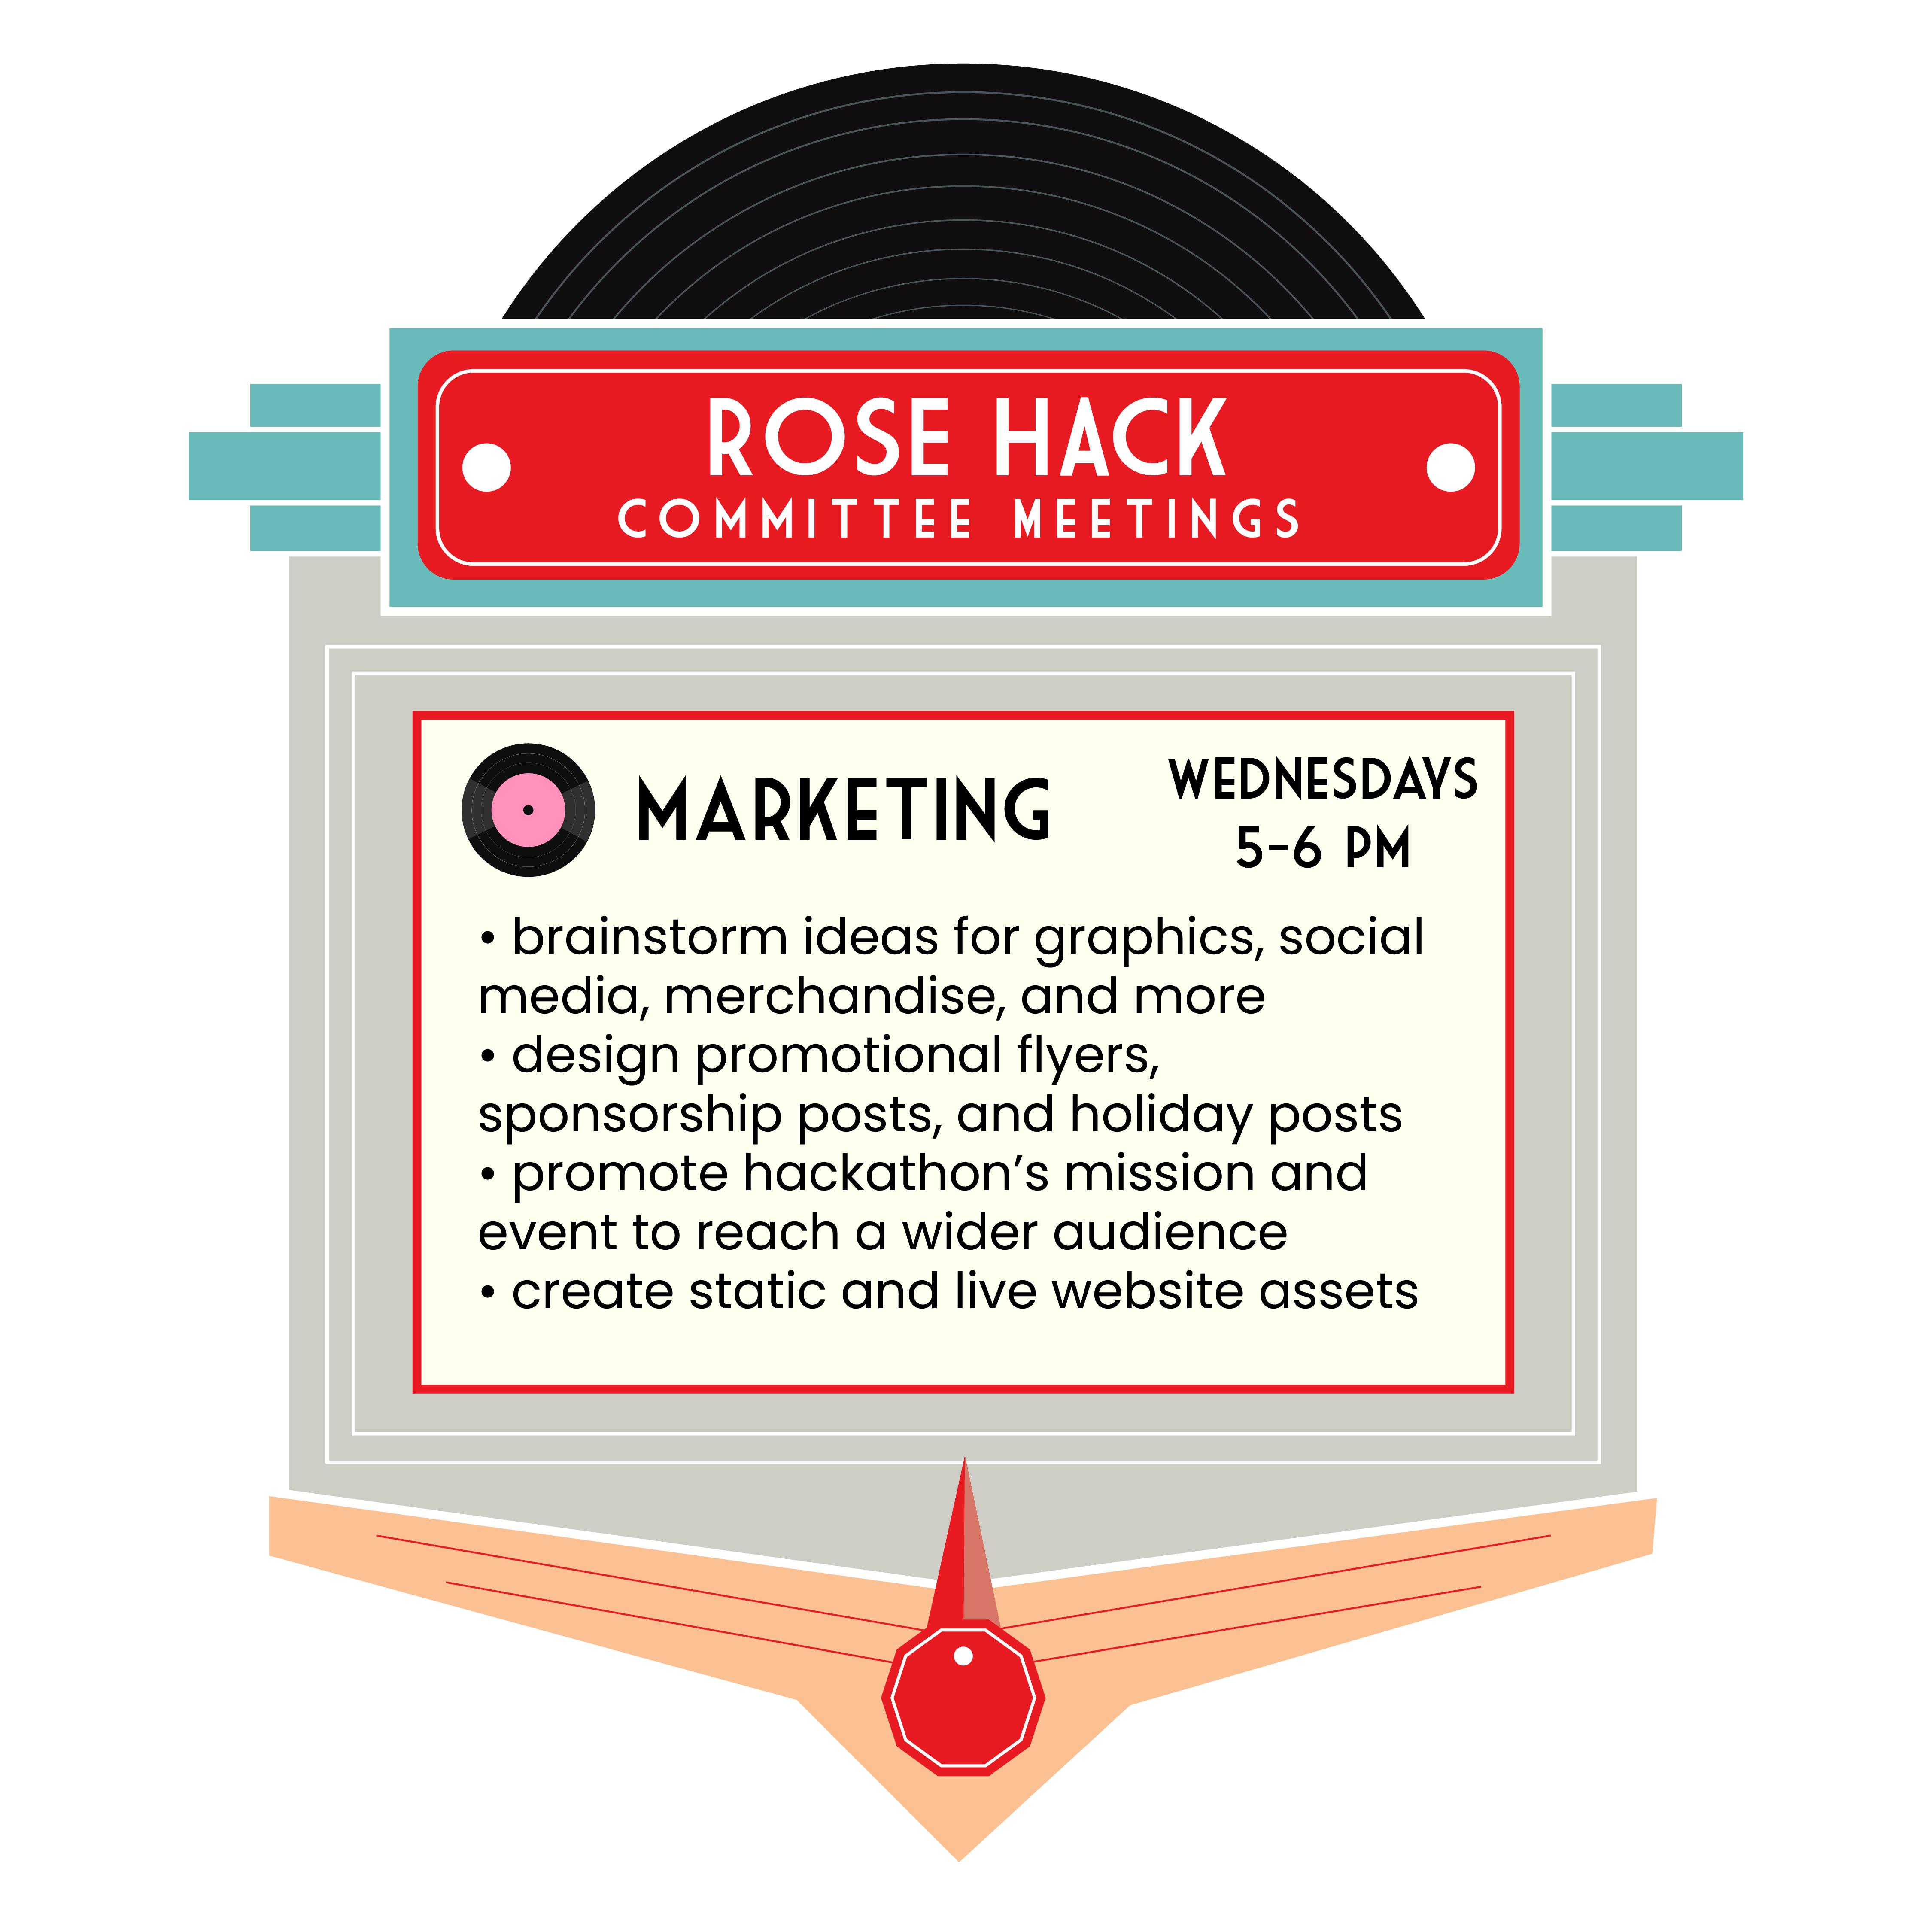 ROSE HACK
COMMITTEE MEETINGS
MARKETING
WEDNESDAYS
5-6 PM
• brainstorm ideas for graphics, social
media, merchandise, and more
• design promotional flyers,
sponsorship posts, and holiday posts
• promote hackathon’s mission and
event to reach a wider audience
• create static and live website assets